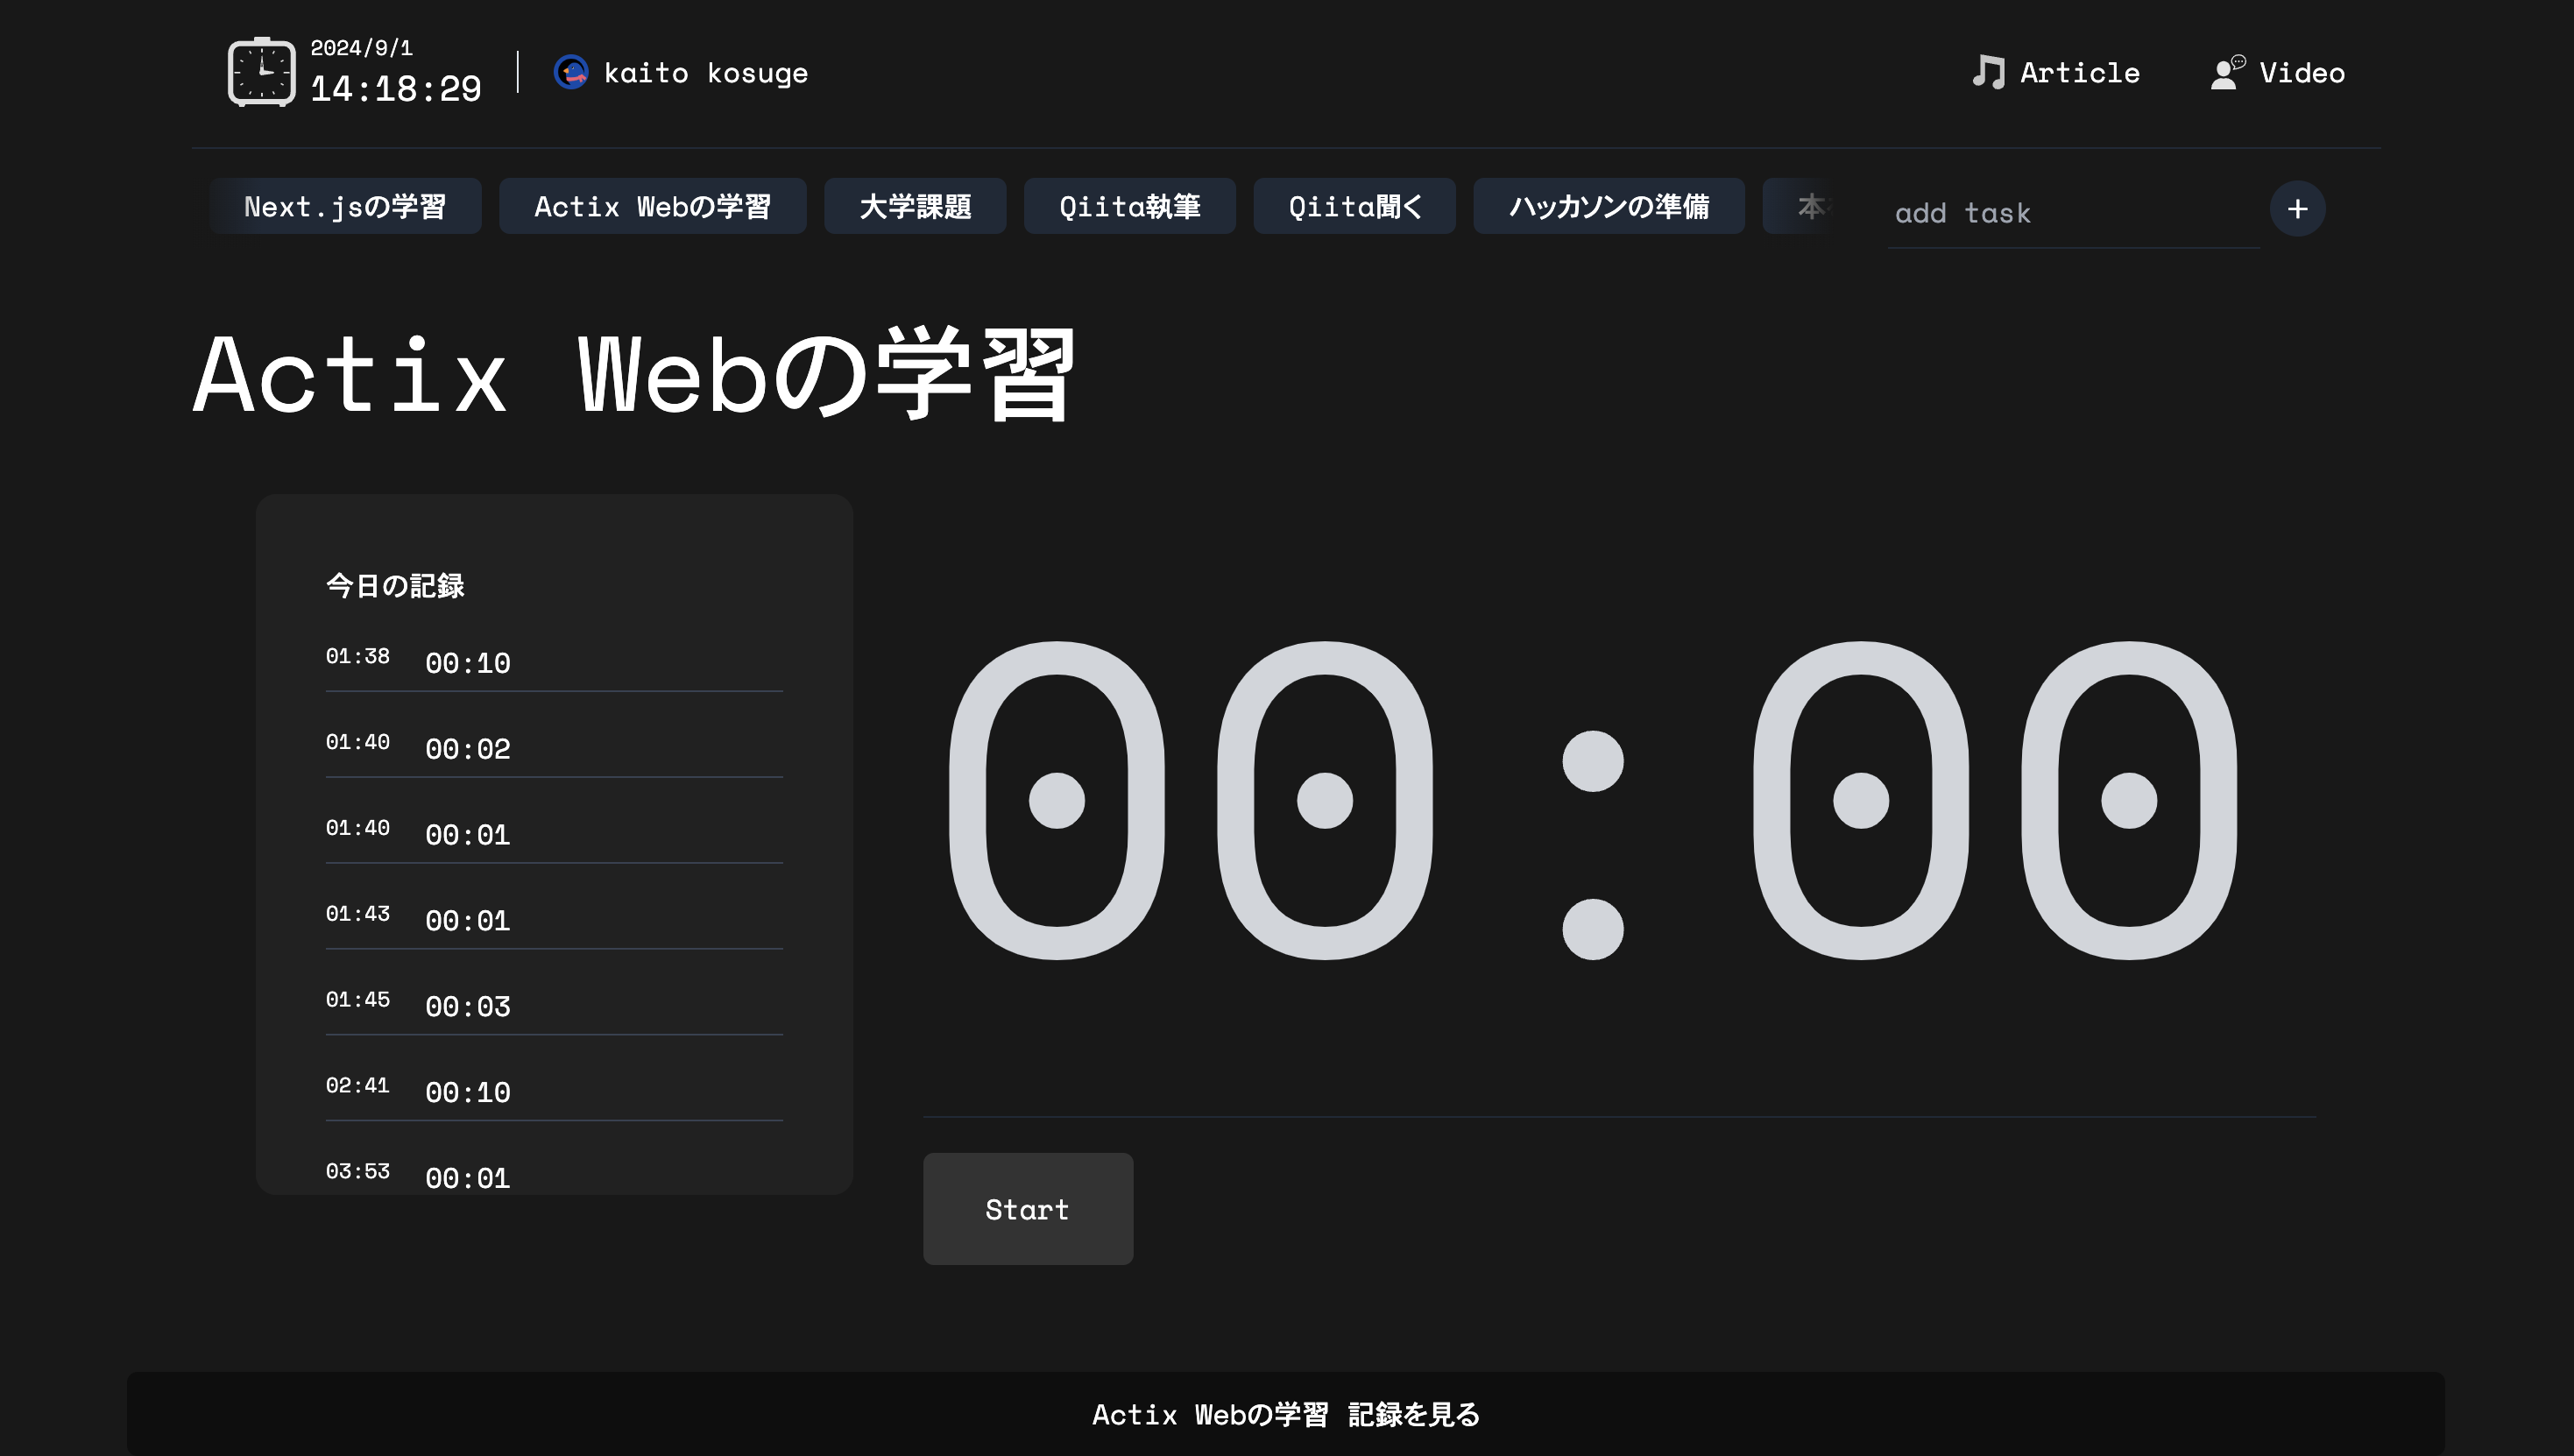 2024/9/1
14:18:29
kaito kosuge
Article
Video
Next.jsの学習
Actix Webの学習
大学課題
Qiita執筆
Qiita聞く
ハッカソンの準備
本
add task
+
Actix Webの学習
今日の記録
01:38 00:10
01:40 00:02
01:40 00:01
01:43 00:01
01:45 00:03
02:41 00:10
03:53 00:01
00:00
Start
Actix Webの学習 記録を見る